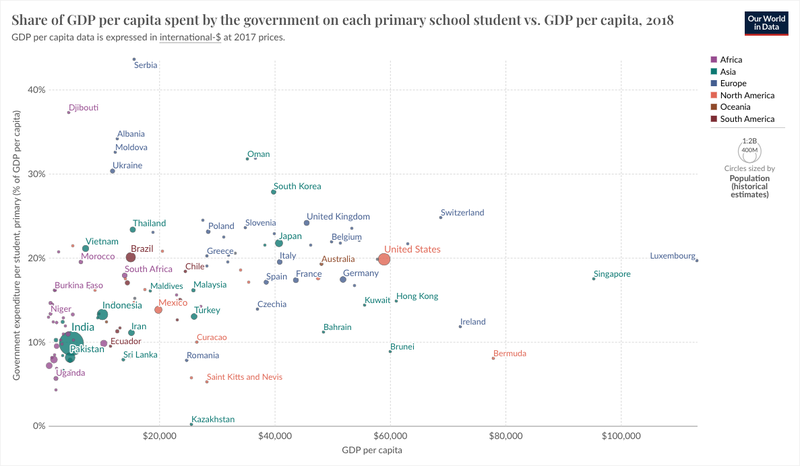 Share of GDP per capita spent by the government on each primary school student vs. GDP per capita, 2018
GDP per capita data is expressed in international-$ at 2017 prices.
Our World
in Data
Government expenditure per student, primary (% of GDP per capita)
40%
30%
20%
10%
0%
$20,000
$40,000
$60,000
$80,000
$100,000
GDP per capita
Serbia
Djibouti
Albania
Moldova
Ukraine
Oman
South Korea
Thailand
Poland
Slovenia
United Kingdom
Switzerland
Vietnam
Japan
Belgium
Morocco
Brazil
Greece
Italy
Australia
United States
Luxembourg
South Africa
Chile
Spain
France
Germany
Singapore
Burkina Faso
Maldives
Malaysia
Kuwait
Hong Kong
Niger
Indonesia
Mexico
Turkey
Czechia
India
Iran
Bahrain
Ireland
Pakistan
Ecuador
Curacao
Brunei
Sri Lanka
Romania
Bermuda
Uganda
Saint Kitts and Nevis
Kazakhstan
Africa
Asia
Europe
North America
Oceania
South America
1:2B
400M
Circles sized by
Population
(historical
estimates)